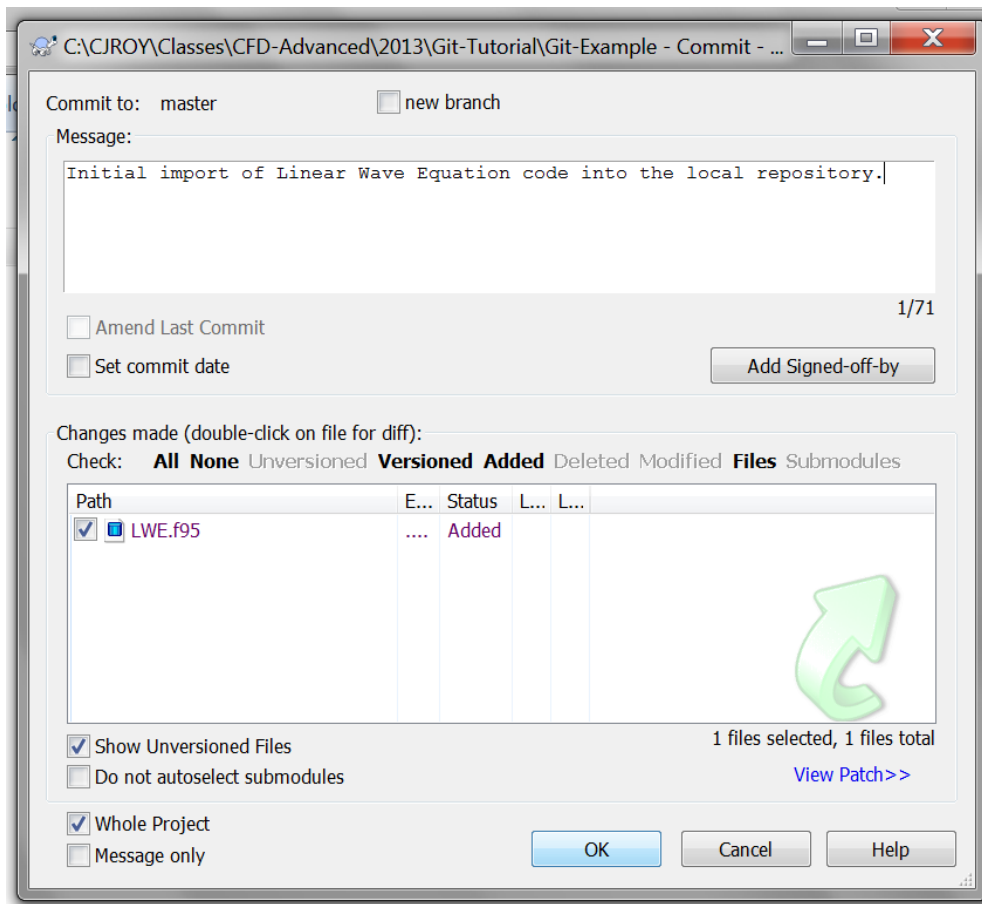 C:\CJROY\Classes\CFD-Advanced\2013\Git-Tutorial\Git-Example - Commit - ...
Commit to: master new branch
Message:
Initial import of Linear Wave Equation code into the local repository.
1/71
Amend Last Commit
Set commit date Add Signed-off-by
Changes made (double-click on file for diff):
Check: All None Unversioned Versioned Added Deleted Modified Files Submodules
Path E... Status L... L...
LWE.f95 .... Added
Show Unversioned Files 1 files selected, 1 files total
Do not autoselect submodules View Patch>>
Whole Project
Message only OK Cancel Help